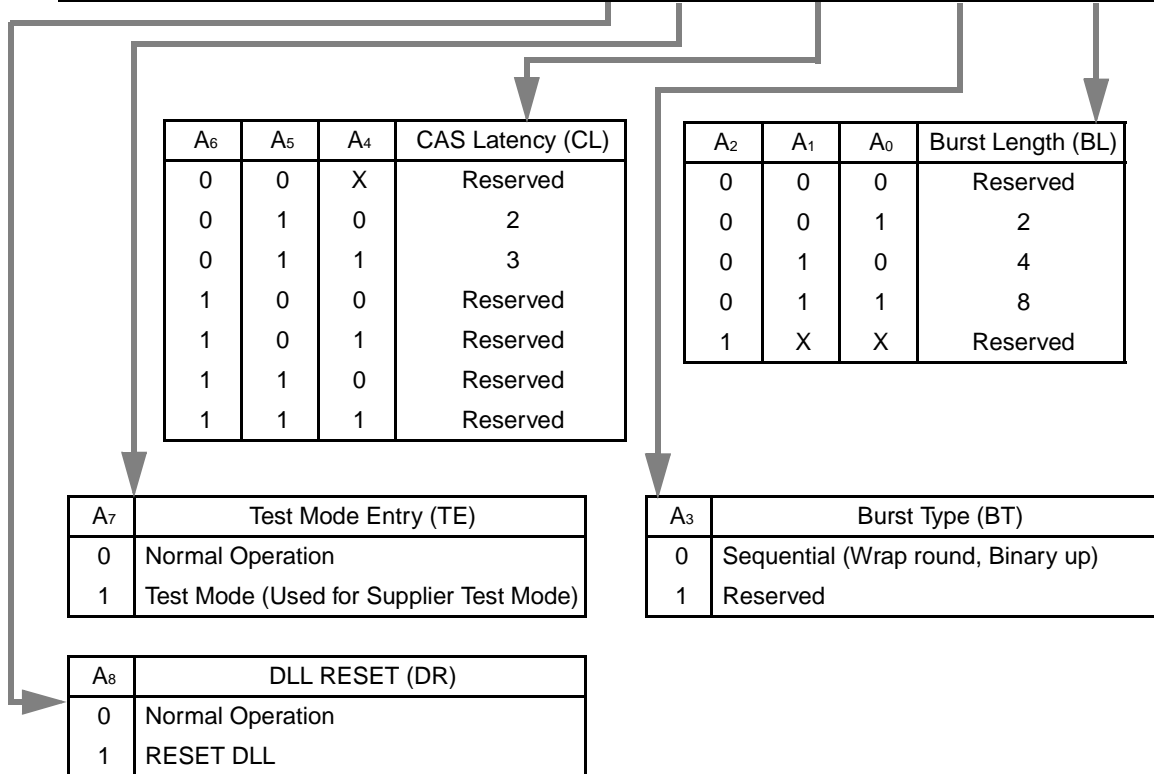 A6 A5 A4 CAS Latency (CL)
0 0 X Reserved
0 1 0 2
0 1 1 3
1 0 0 Reserved
1 0 1 Reserved
1 1 0 Reserved
1 1 1 Reserved
A2 A1 A0 Burst Length (BL)
0 0 0 Reserved
0 0 1 2
0 1 0 4
0 1 1 8
1 X X Reserved
A7 Test Mode Entry (TE)
0 Normal Operation
1 Test Mode (Used for Supplier Test Mode)
A3 Burst Type (BT)
0 Sequential (Wrap round, Binary up)
1 Reserved
A8 DLL RESET (DR)
0 Normal Operation
1 RESET DLL